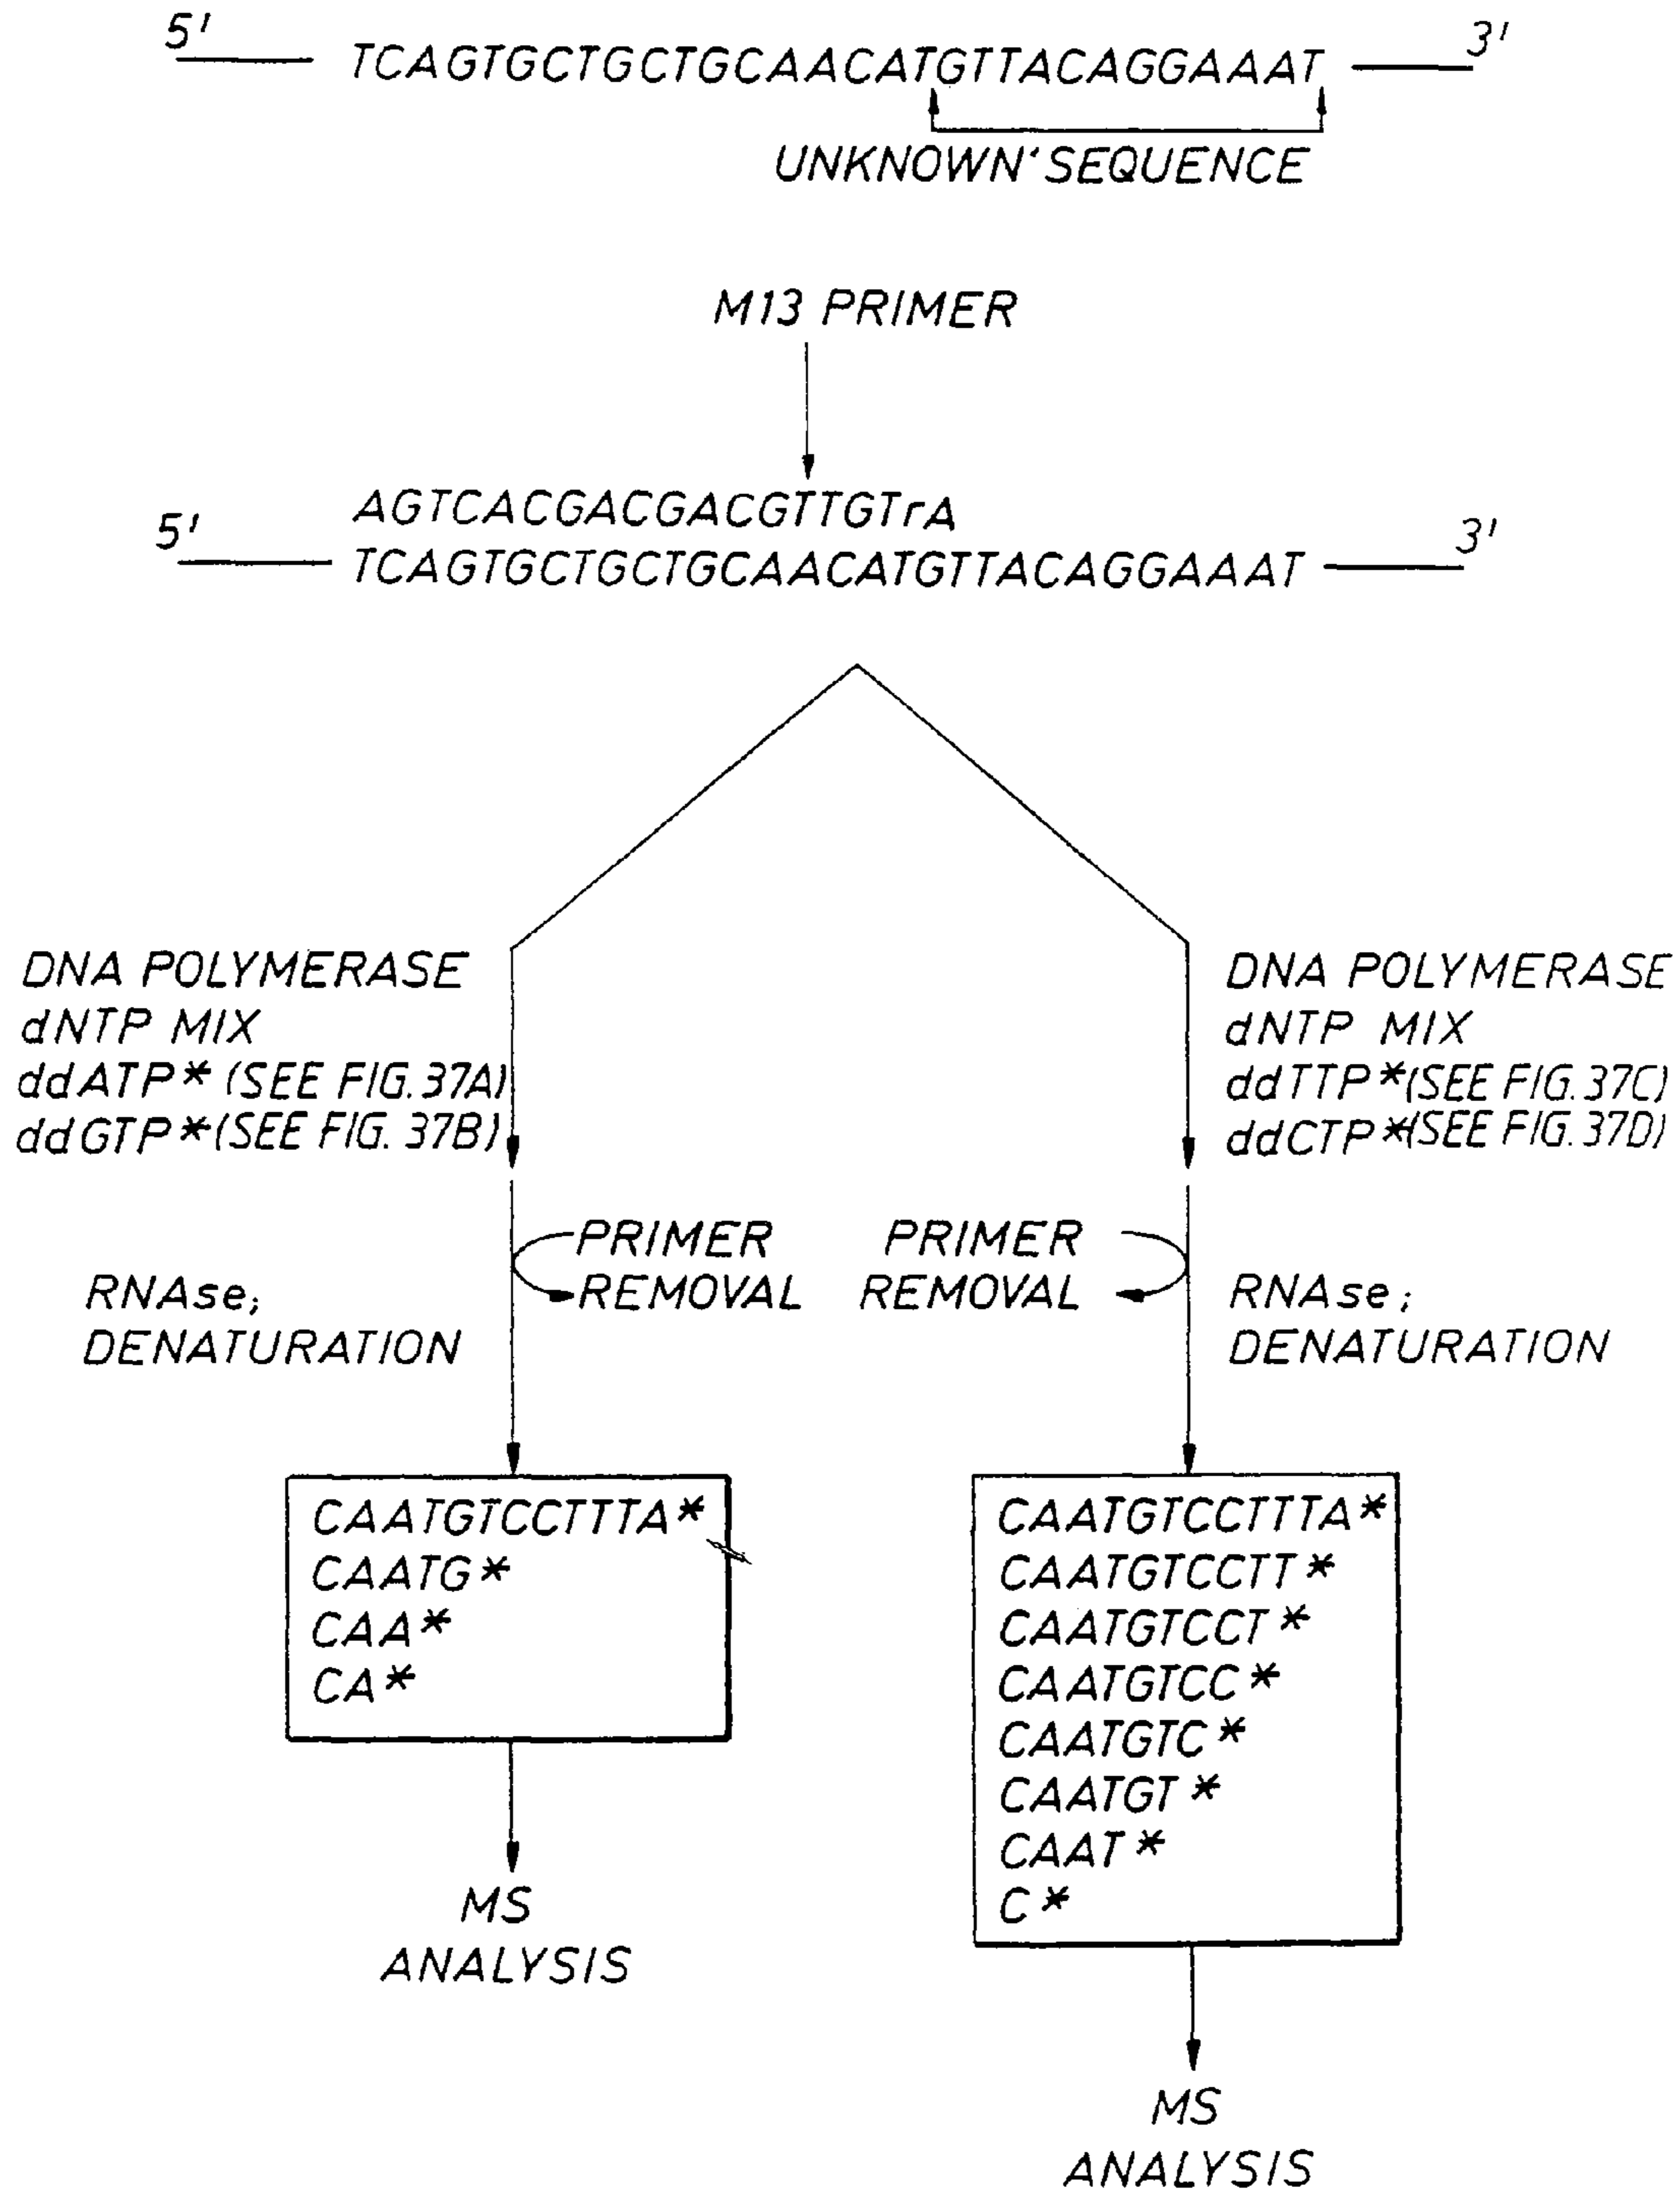 5' TCAGTGCTGCTGCAACATGTTACAGGAAAT 3'
UNKNOWN'SEQUENCE
M13 PRIMER
AGTCACGACGACGTTGTrA
5' TCAGTGCTGCTGCAACATGTTACAGGAAAT 3'
DNA POLYMERASE
dNTP MIX
ddATP* (SEE FIG. 37A)
ddGTP* (SEE FIG. 37B)
DNA POLYMERASE
dNTP MIX
ddTTP* (SEE FIG. 37C)
ddCTP* (SEE FIG. 37D)
PRIMER
REMOVAL
PRIMER
REMOVAL
RNAse;
DENATURATION
RNAse;
DENATURATION
CAATGTCCTTTA*
CAATG*
CAA*
CA*
MS
ANALYSIS
CAATGTCCTTTA*
CAATGTCCTT*
CAATGTCCT*
CAATGTCC*
CAATGTC*
CAATGT*
CAAT*
C*
MS
ANALYSIS